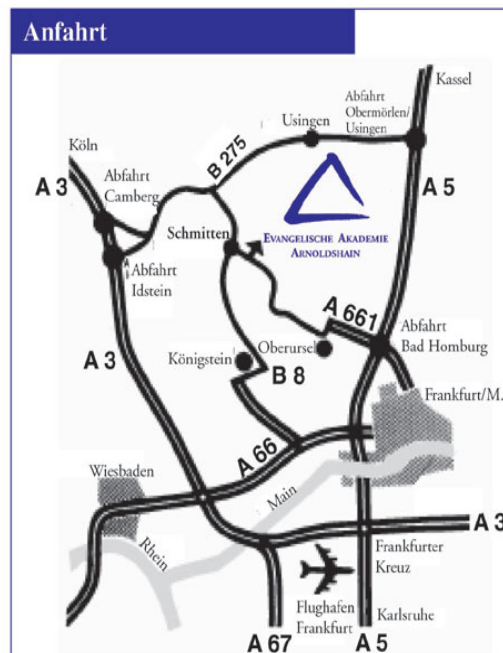 Anfahrt
Kassel
Abfahrt
Obermörlen/
Usingen
Usingen
Köln
B 275
A 3
Abfahrt
Camberg
A 5
Schmitten
EVANGELISCHE AKADEMIE
ARNOLDSHAIN
Abfahrt
Idstein
A 661
Abfahrt
Bad Homburg
A 3
Königstein
Oberursel
B 8
Frankfurt/M.
A 66
Wiesbaden
Main
Rhein
A 3
Frankfurter
Kreuz
Flughafen
Frankfurt
Karlsruhe
A 67
A 5